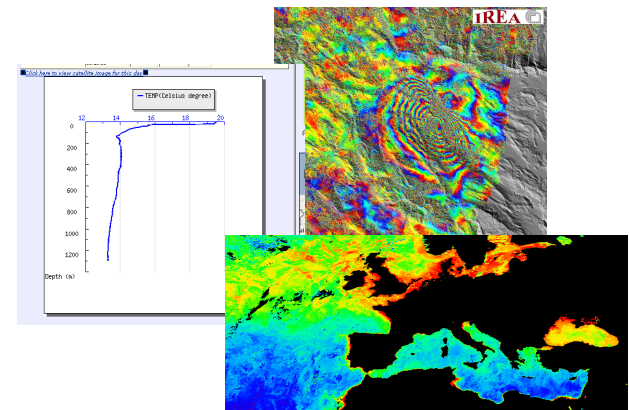 IREA
Click here to view satellite image for this day
TEMP(Celsius degree)
12 14 16 18 20
0
200
400
600
800
1000
1200
Depth (m)